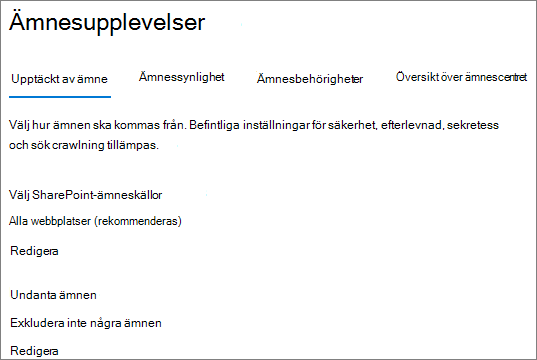 Ämnesupplevelser
Upptäckt av ämne Ämnessynlighet Ämnesbehörigheter Översikt över ämnescentret
Välj hur ämnen ska kommas från. Befintliga inställningar för säkerhet, efterlevnad, sekretess
och sök crawlning tillämpas.
Välj SharePoint-ämneskällor
Alla webbplatser (rekommenderas)
Redigera
Undanta ämnen
Exkludera inte några ämnen
Redigera